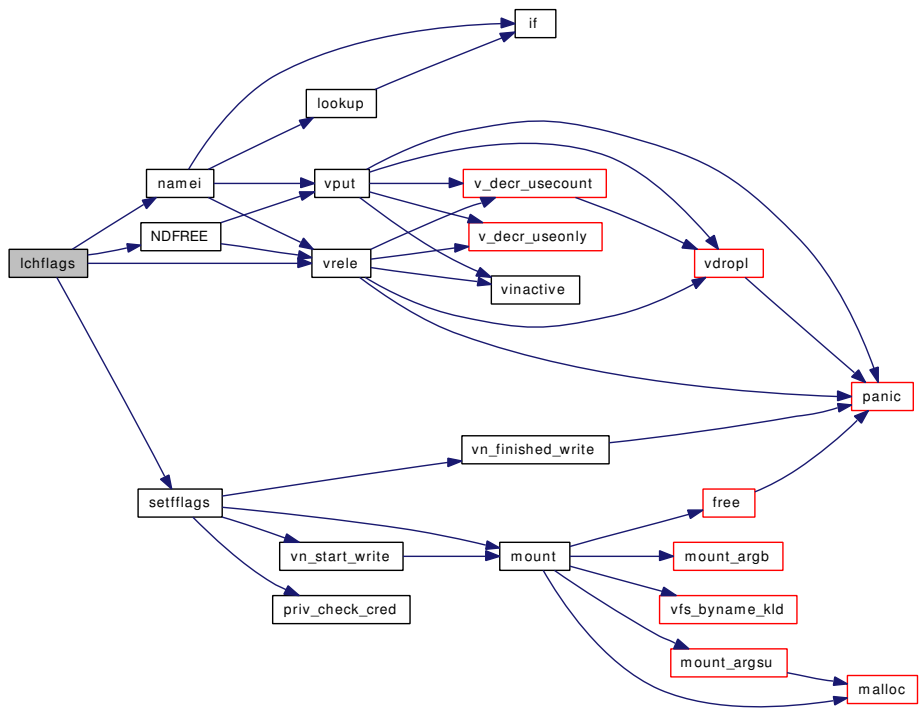 if
lookup
namei
vput
v_decr_usecount
NDFREE
v_decr_useonly
lchflags
vrele
vdropl
vinactive
panic
vn_finished_write
setfflags
free
vn_start_write
mount
mount_argb
priv_check_cred
vfs_byname_kld
mount_argsu
malloc